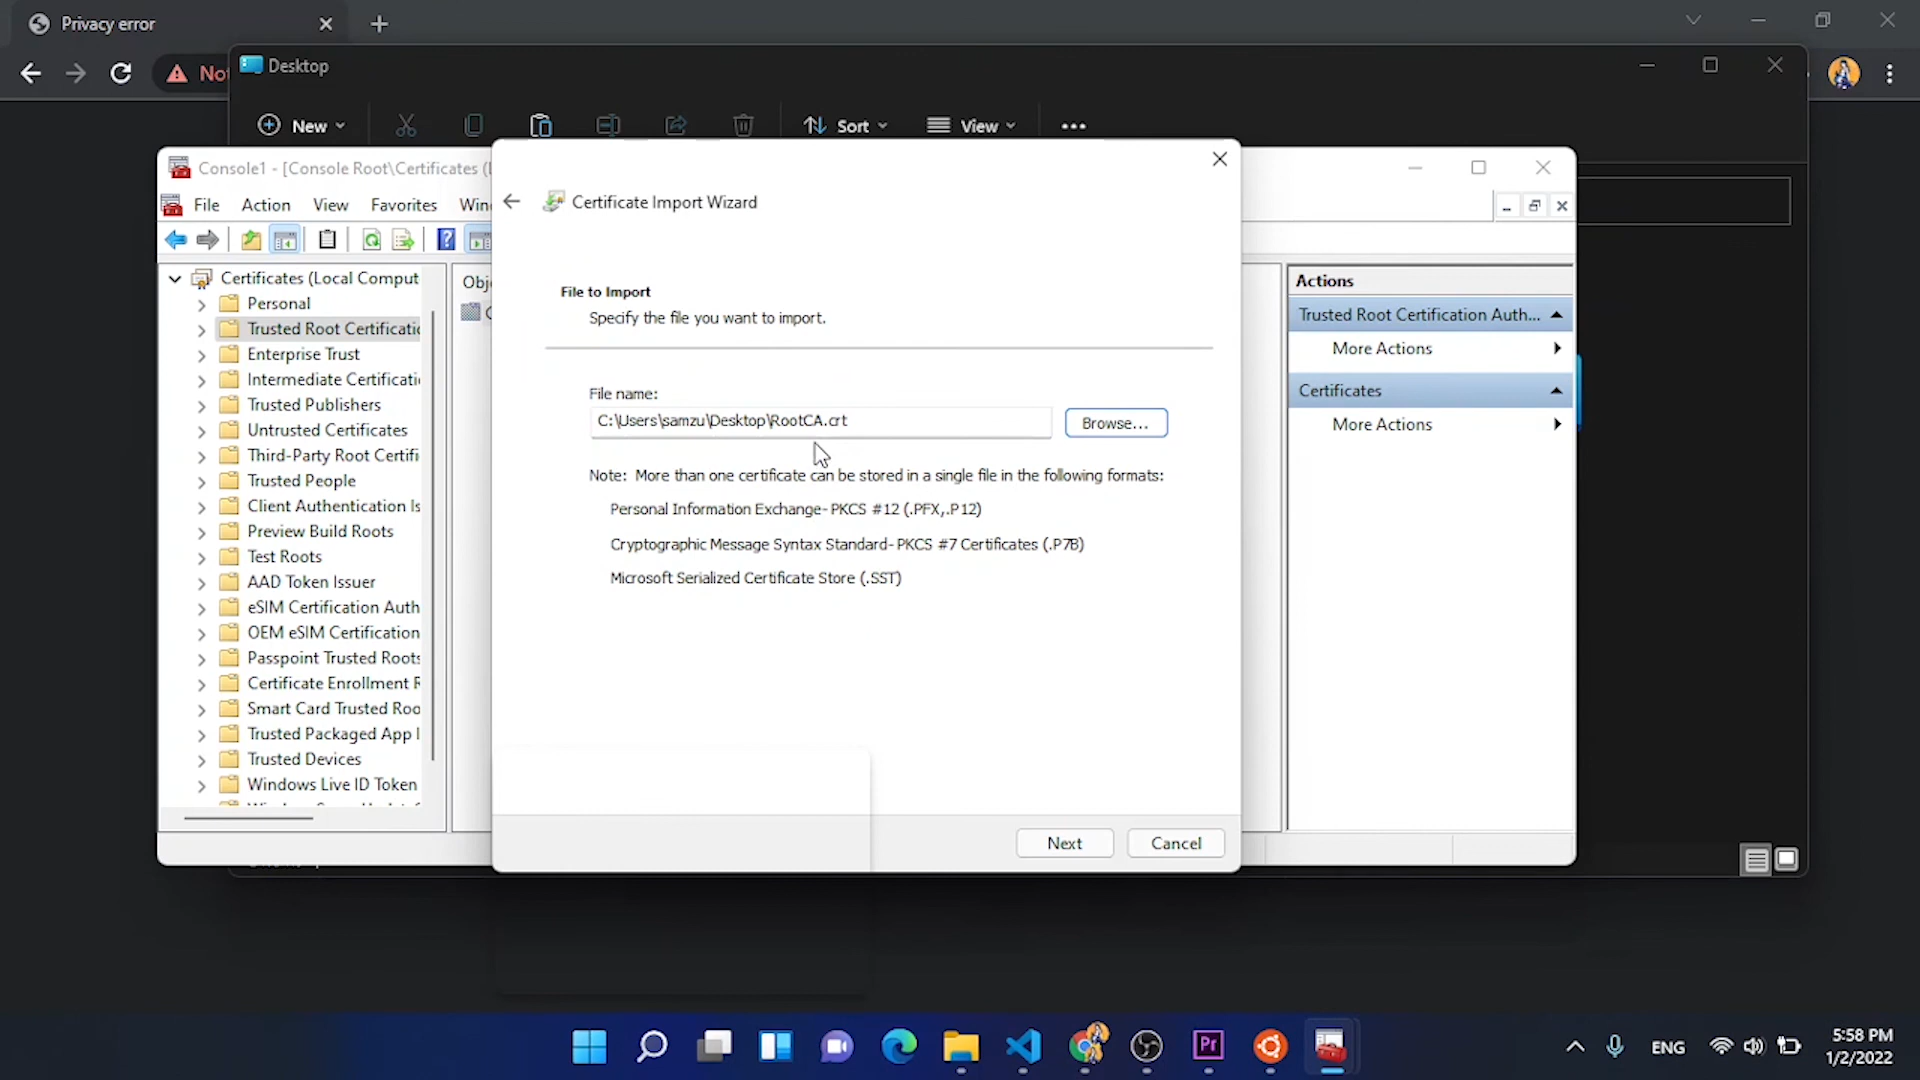 Privacy error
Desktop
New
Sort
View
Console1 - [Console Root\Certificates (
File Action View Favorites
Certificates (Local Comput
Personal
Trusted Root Certificatio
Enterprise Trust
Intermediate Certificati
Trusted Publishers
Untrusted Certificates
Third-Party Root Certifi
Trusted People
Client Authentication Is
Preview Build Roots
Test Roots
AAD Token Issuer
eSIM Certification Auth
OEM eSIM Certification
Passpoint Trusted Roots
Certificate Enrollment R
Smart Card Trusted Roo
Trusted Packaged App I
Trusted Devices
Windows Live ID Token
Certificate Import Wizard
File to Import
Specify the file you want to import.
File name:
C:\Users\samzu\Desktop\RootCA.crt
Browse...
Note: More than one certificate can be stored in a single file in the following formats:
Personal Information Exchange- PKCS #12 (.PFX,.P12)
Cryptographic Message Syntax Standard- PKCS #7 Certificates (.P7B)
Microsoft Serialized Certificate Store (.SST)
Next
Cancel
Actions
Trusted Root Certification Auth...
More Actions
Certificates
More Actions
Pr
ENG
5:58 PM
1/2/2022